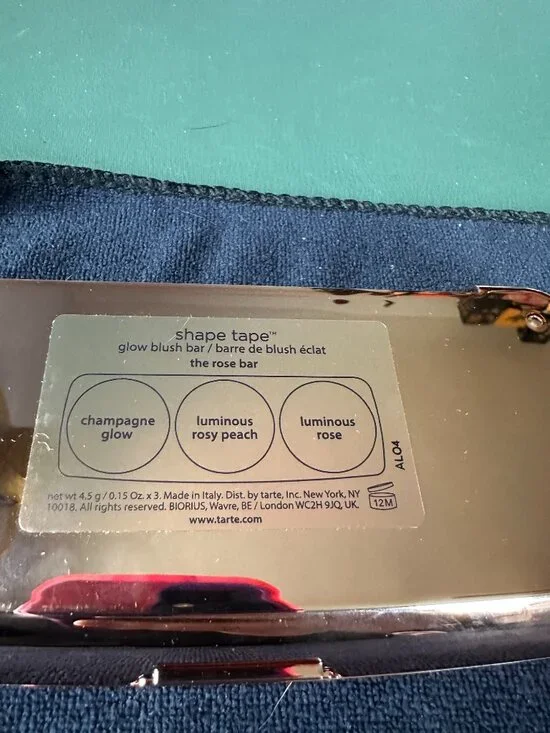 shape tape™
glow blush bar / barre de blush éclat
the rose bar
champagne glow
luminous rosy peach
luminous rose
AL04
net wt 4.5 g / 0.15 Oz. x 3. Made in Italy. Dist. by tarte, Inc. New York, NY
10018. All rights reserved. BIORIUS, Wavre, BE / London WC2H 9JQ, UK.
12M
www.tarte.com